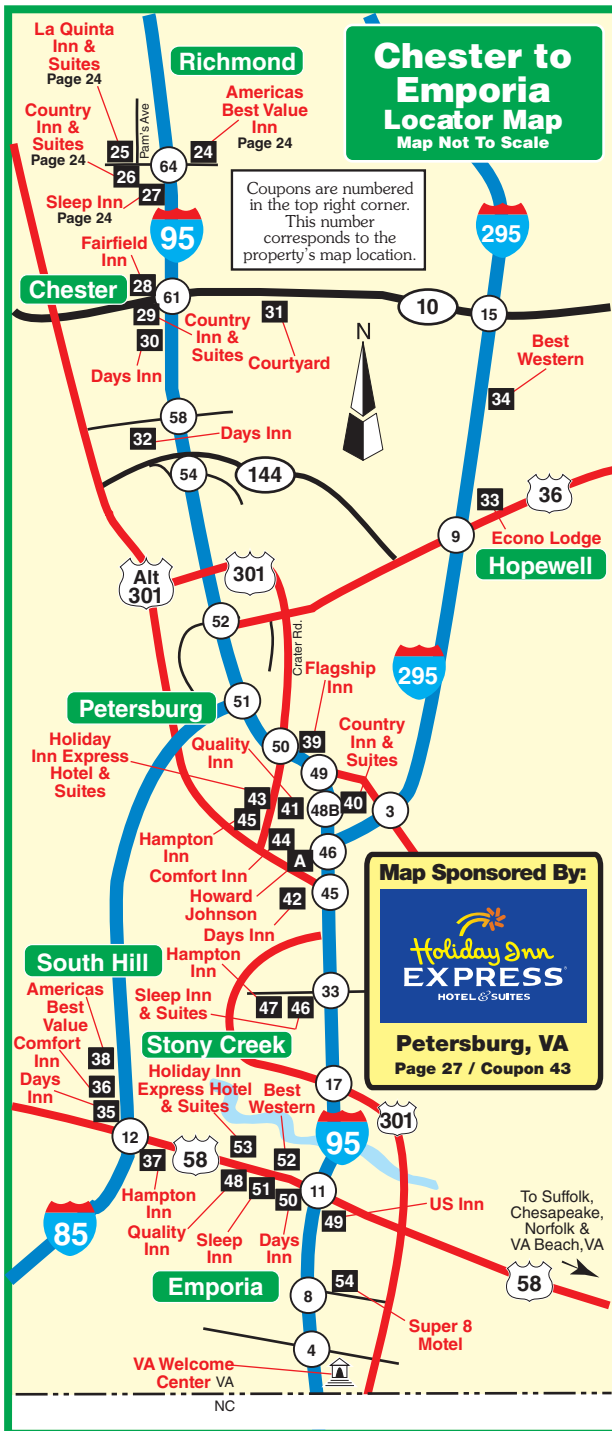 Chester to
Emporia
Locator Map
Map Not To Scale
La Quinta
Inn &
Suites
Page 24
Richmond
Country
Inn &
Suites
Page 24
Pam's Ave
Americas
Best Value
Inn
Page 24
25
24
64
26
27
Sleep Inn
Page 24
Coupons are numbered
in the top right corner.
This number
corresponds to the
property's map location.
95
295
Fairfield
Inn
28
Chester
61
29
30
Country
Inn &
Suites
Days Inn
31
Courtyard
10
15
N
Best
Western
34
58
32
Days Inn
54
144
33
36
9
Econo Lodge
Hopewell
Alt
301
301
52
Crater Rd.
295
51
Petersburg
Flagship
Inn
39
50
49
Holiday
Inn Express
Hotel &
Suites
Quality
Inn
Country
Inn &
Suites
43
45
41
48B
40
3
Hampton
Inn
44
Comfort Inn
A
46
Howard
Johnson
45
42
Days Inn
Map Sponsored By:
Holiday Inn
EXPRESS
HOTEL & SUITES
Petersburg, VA
Page 27 / Coupon 43
South Hill
Hampton
Inn
Sleep Inn
& Suites
47
46
33
Americas
Best
Value
38
Comfort
Inn
36
Days
Inn
35
Stony Creek
17
Holiday Inn
Express Hotel
& Suites
53
Best
Western
52
95
301
12
37
58
Hampton
Inn
48
Quality
Inn
51
Sleep
Inn
50
Days
Inn
11
49
US Inn
85
To Suffolk,
Chesapeake,
Norfolk &
VA Beach,VA
58
Emporia
8
54
Super 8
Motel
4
VA Welcome
Center
VA
NC